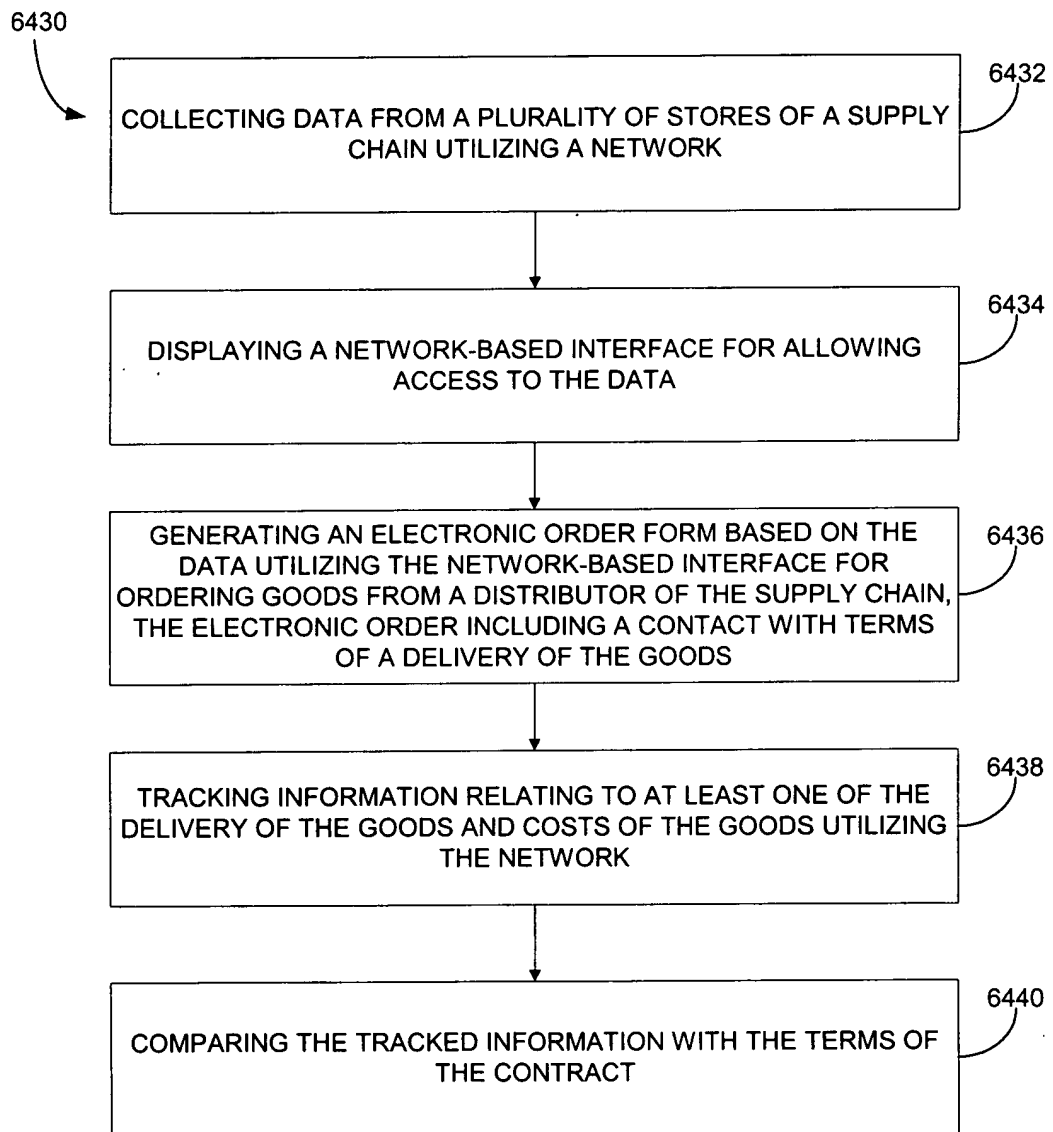 6430
6432
COLLECTING DATA FROM A PLURALITY OF STORES OF A SUPPLY
CHAIN UTILIZING A NETWORK
6434
DISPLAYING A NETWORK-BASED INTERFACE FOR ALLOWING
ACCESS TO THE DATA
6436
GENERATING AN ELECTRONIC ORDER FORM BASED ON THE
DATA UTILIZING THE NETWORK-BASED INTERFACE FOR
ORDERING GOODS FROM A DISTRIBUTOR OF THE SUPPLY CHAIN,
THE ELECTRONIC ORDER INCLUDING A CONTACT WITH TERMS
OF A DELIVERY OF THE GOODS
6438
TRACKING INFORMATION RELATING TO AT LEAST ONE OF THE
DELIVERY OF THE GOODS AND COSTS OF THE GOODS UTILIZING
THE NETWORK
6440
COMPARING THE TRACKED INFORMATION WITH THE TERMS OF
THE CONTRACT